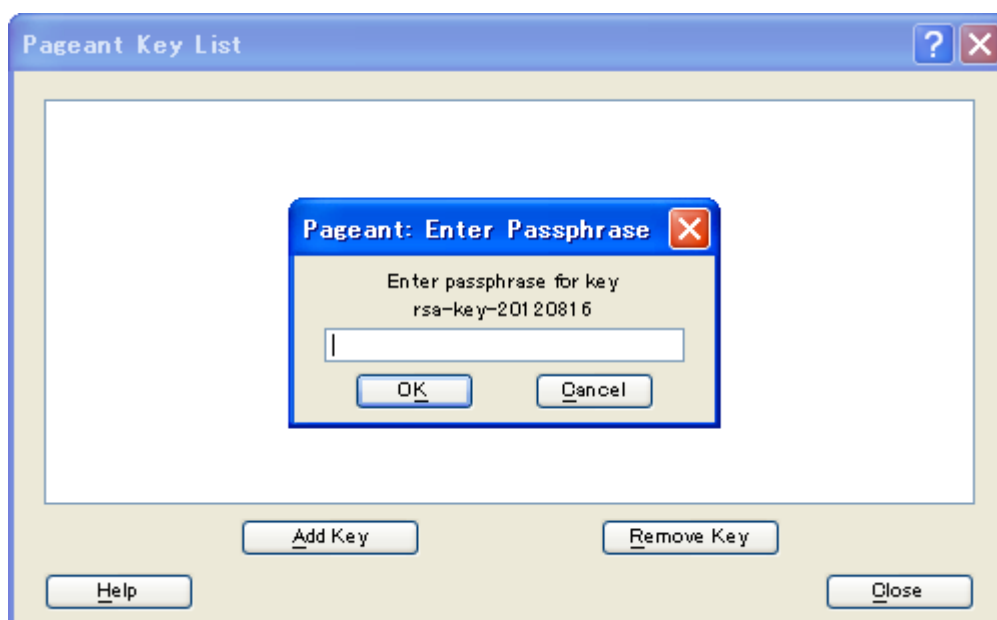 Pageant Key List
Pageant: Enter Passphrase
Enter passphrase for key
rsa-key-20120816
OK
Cancel
Add Key
Remove Key
Help
Close